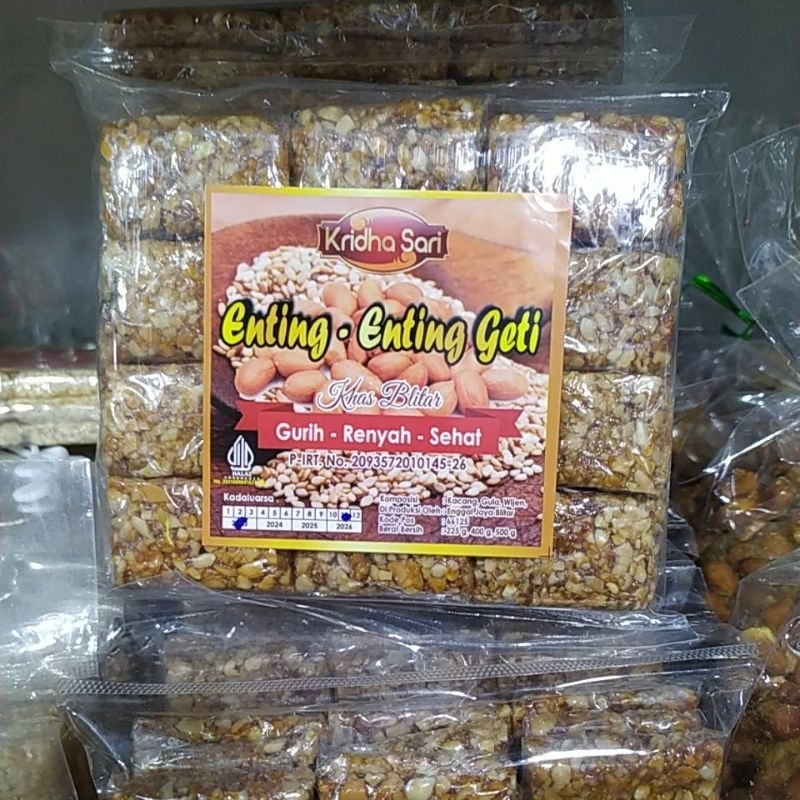 Kridha Sari
Enting - Enting Geti
Khas Blitar
Gurih - Renyah - Sehat
P-IRT. No. 2093572010145-26
HALAL
INDONESIA
Kadaluarsa
1 2 3 4 5 6 7 8 9 10 12
2024 2025 2026
Komposisi : Kacang, Gula, Wijen,
Di Produksi Oleh : Enggal Jaya Blitar
Kode Pos : 66125
Berat Bersih : 225 g, 400 g, 500 g